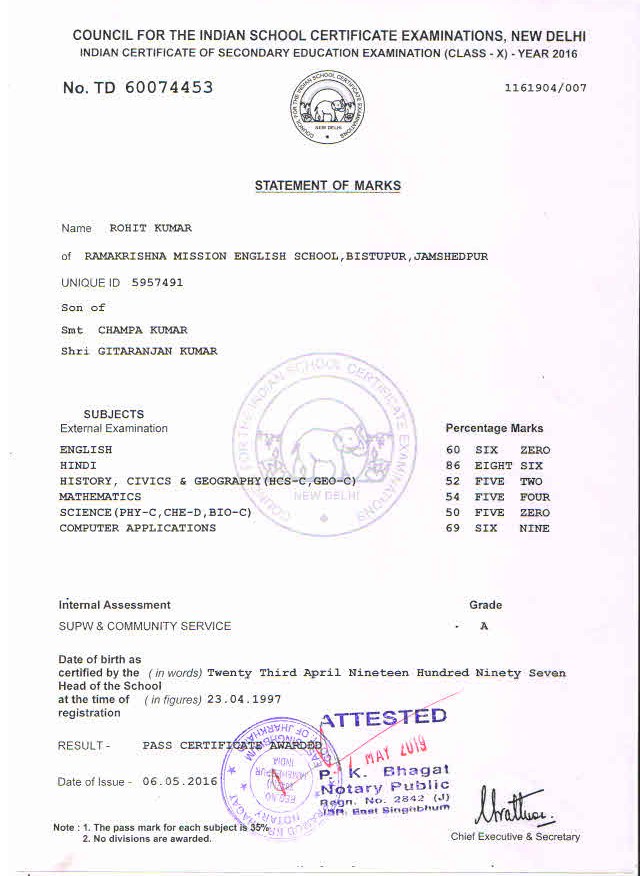 COUNCIL FOR THE INDIAN SCHOOL CERTIFICATE EXAMINATIONS, NEW DELHI
INDIAN CERTIFICATE OF SECONDARY EDUCATION EXAMINATION (CLASS - X) - YEAR 2016
No. TD 60074453
1161904/007
COUNCIL FOR THE INDIAN SCHOOL CERTIFICATE EXAMINATIONS
NEW DELHI
STATEMENT OF MARKS
Name ROHIT KUMAR
of RAMAKRISHNA MISSION ENGLISH SCHOOL,BISTUPUR,JAMSHEDPUR
UNIQUE ID 5957491
Son of
Smt CHAMPA KUMAR
Shri GITARANJAN KUMAR
COUNCIL FOR THE INDIAN SCHOOL CERTIFICATE EXAMINATIONS
NEW DELHI
SUBJECTS
External Examination Percentage Marks
ENGLISH 60 SIX ZERO
HINDI 86 EIGHT SIX
HISTORY, CIVICS & GEOGRAPHY(HCS-C,GEO-C) 52 FIVE TWO
MATHEMATICS 54 FIVE FOUR
SCIENCE(PHY-C,CHE-D,BIO-C) 50 FIVE ZERO
COMPUTER APPLICATIONS 69 SIX NINE
Internal Assessment Grade
SUPW & COMMUNITY SERVICE - A
Date of birth as
certified by the (in words) Twenty Third April Nineteen Hundred Ninety Seven
Head of the School
at the time of (in figures) 23.04.1997
registration
ATTESTED
RESULT - PASS CERTIFICATE AWARDED
MAY 2019
P. K. Bhagat
Notary Public
Regn. No. 2842 (J)
East Singhbhum
Date of Issue - 06.05.2016
Note : 1. The pass mark for each subject is 35%
2. No divisions are awarded.
Chief Executive & Secretary